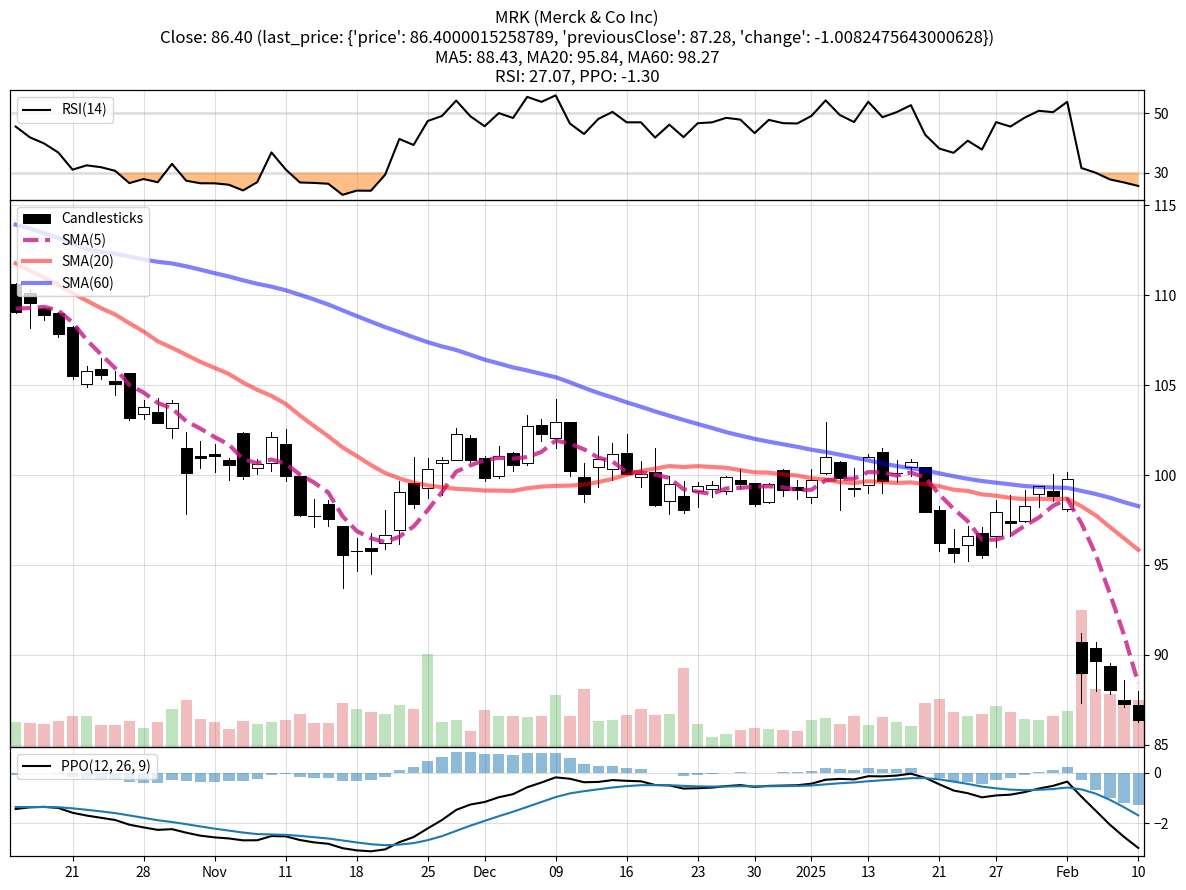 MRK (Merck & Co Inc)
Close: 86.40 (last_price: {'price': 86.4000015258789, 'previousClose': 87.28, 'change': -1.0082475643000628})
MA5: 88.43, MA20: 95.84, MA60: 98.27
RSI: 27.07, PPO: -1.30
RSI(14)
50
30
Candlesticks
SMA(5)
SMA(20)
SMA(60)
115
110
105
100
95
90
85
PPO(12, 26, 9)
0
−2
21 28 Nov 11 18 25 Dec 09 16 23 30 2025 13 21 27 Feb 10